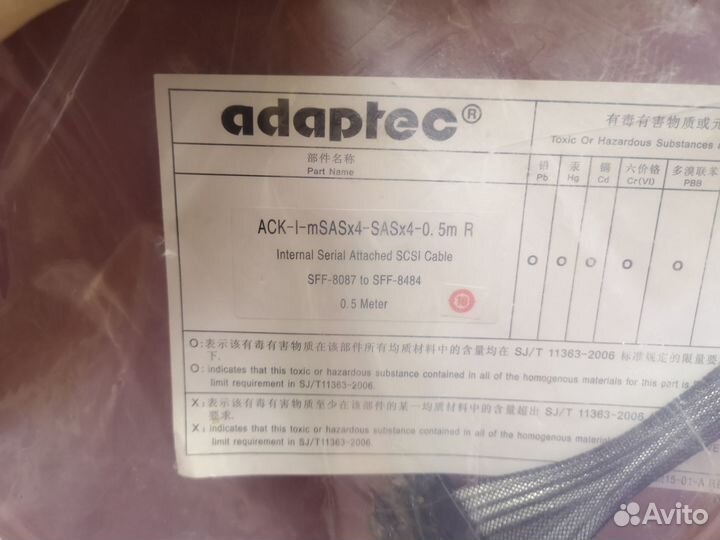 adaptec®
有毒有害物质或元
Toxic Or Hazardous Substances
部件名称
Part Name
铅 汞 镉 六价铬 多溴联苯
Pb Hg Cd Cr(VI) PBB
ACK-I-mSASx4-SASx4-0.5m R
Internal Serial Attached SCSI Cable
SFF-8087 to SFF-8484
0.5 Meter
10
O O O O O
O:表示该有毒有害物质在该部件所有均质材料中的含量均在 SJ/T 11363-2006 标准规定的限量要
下.
O: indicates that this toxic or hazardous substance contained in all of the homogenous materials for this part is
limit requirement in SJ/T11363-2006.
X:表示该有毒有害物质至少在该部件的某一均质材料中的含量超出 SJ/T 11363-2006
要求.
X: indicates that this toxic or hazardous substance contained in all of the homogenous materials
limit requirement in SJ/T11363-2006.
15-01-A
Avito